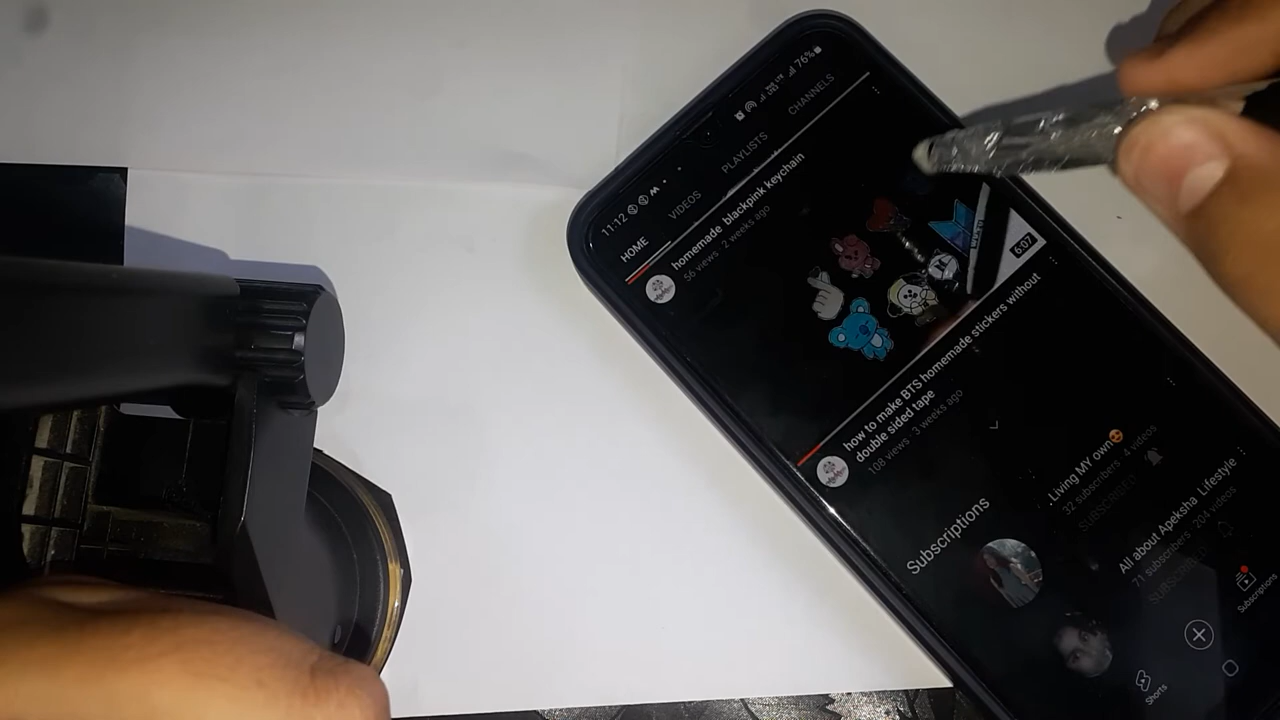 11:12
76%
HOME
VIDEOS
PLAYLISTS
CHANNELS
homemade blackpink keychain
56 views · 2 weeks ago
6:07
how to make BTS homemade stickers without
double sided tape
108 views · 3 weeks ago
Subscriptions
Living MY own😍
32 subscribers · 4 videos
SUBSCRIBED
All about Apeksha Lifestyle
71 subscribers · 204 videos
SUBSCRIBED
Shorts
Subscriptions